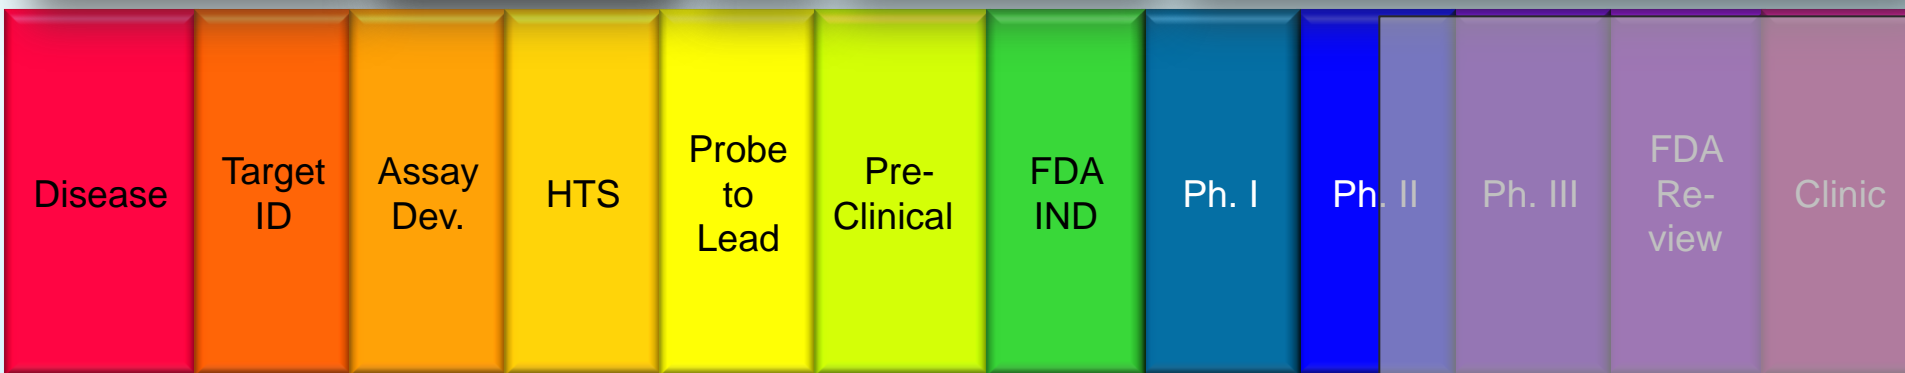 Disease
Target
ID
Assay
Dev.
HTS
Probe
to
Lead
Pre-
Clinical
FDA
IND
Ph. I
Ph. II
Ph. III
FDA
Re-
view
Clinic